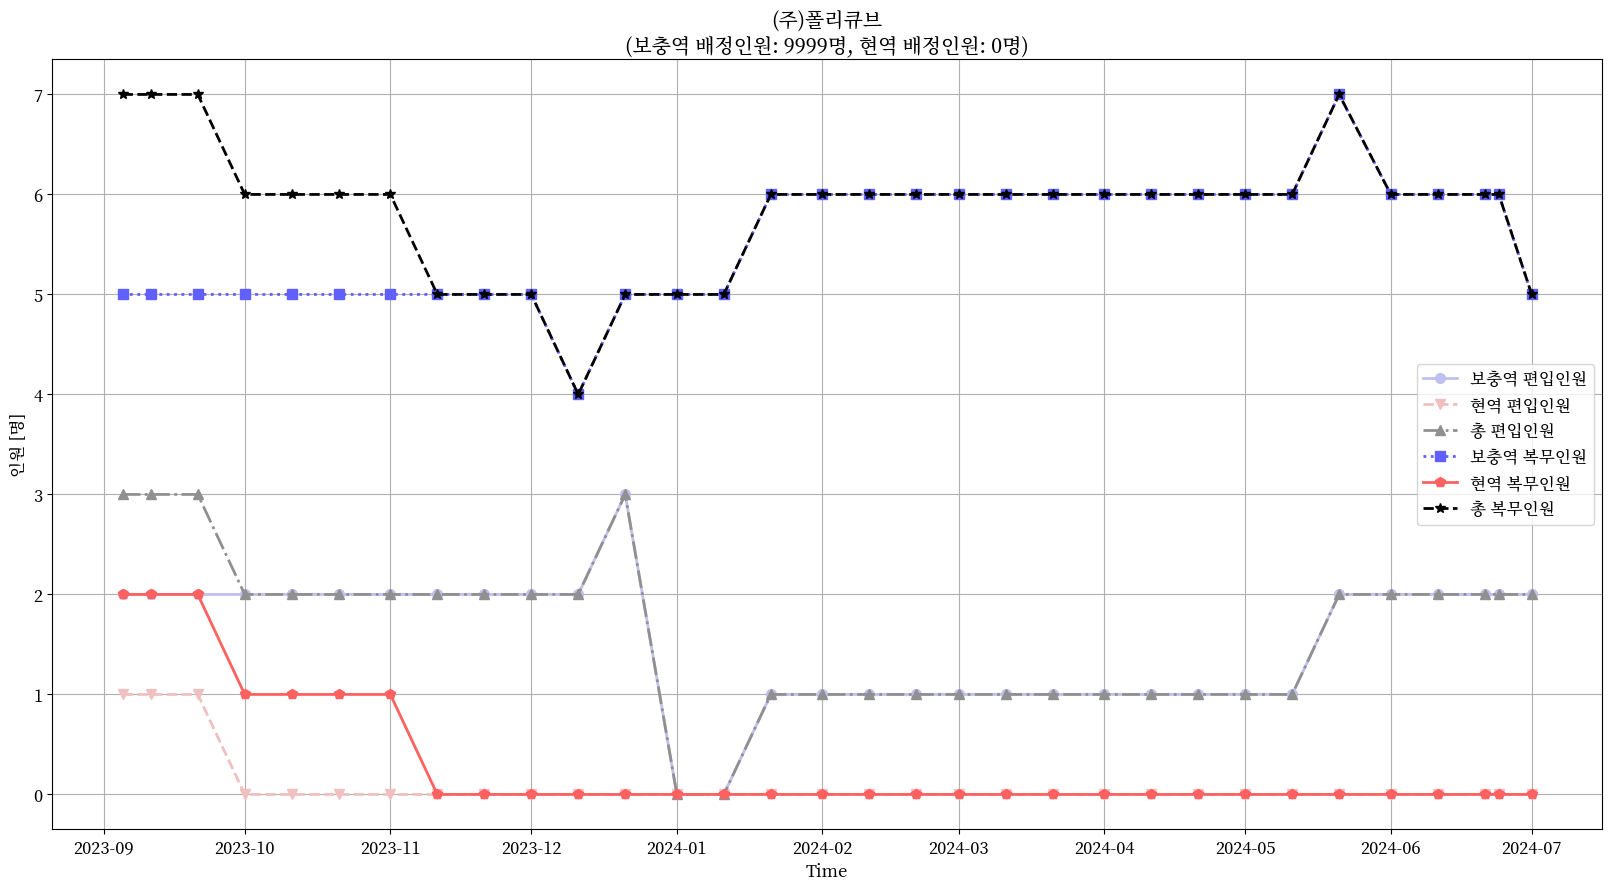 (주)폴리큐브
(보충역 배정인원: 9999명, 현역 배정인원: 0명)
7
6
5
4
3
2
1
0
인원 [명]
보충역 편입인원
현역 편입인원
총 편입인원
보충역 복무인원
현역 복무인원
총 복무인원
2023-09 2023-10 2023-11 2023-12 2024-01 2024-02 2024-03 2024-04 2024-05 2024-06 2024-07
Time